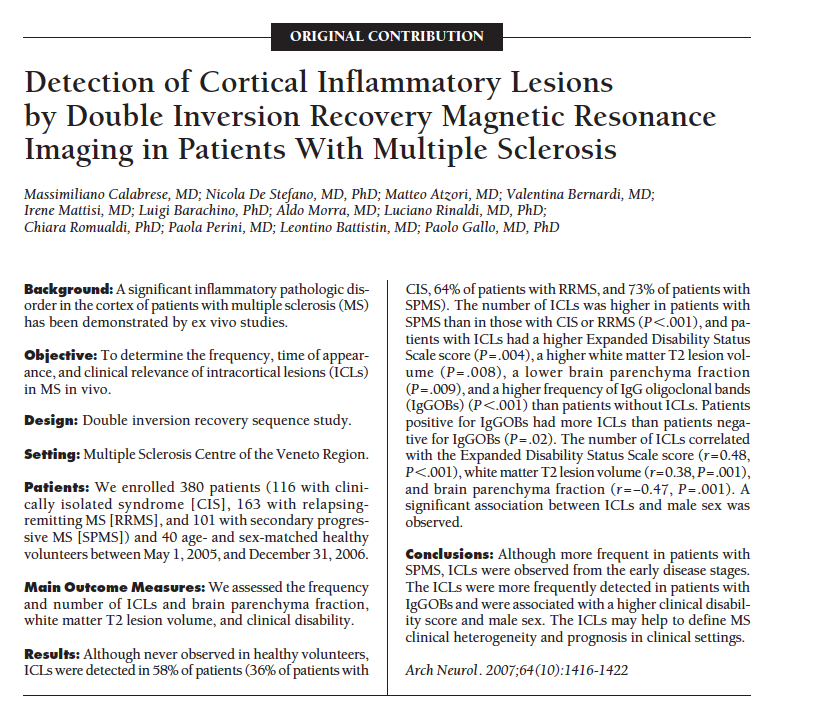 ORIGINAL CONTRIBUTION
Detection of Cortical Inflammatory Lesions
by Double Inversion Recovery Magnetic Resonance
Imaging in Patients With Multiple Sclerosis
Massimiliano Calabrese, MD; Nicola De Stefano, MD, PhD; Matteo Atzori, MD; Valentina Bernardi, MD;
Irene Mattisi, MD; Luigi Barachino, PhD; Aldo Morra, MD; Luciano Rinaldi, MD, PhD;
Chiara Romualdi, PhD; Paola Perini, MD; Leontino Battistin, MD; Paolo Gallo, MD, PhD
Background: A significant inflammatory pathologic dis-
order in the cortex of patients with multiple sclerosis (MS)
has been demonstrated by ex vivo studies.
Objective: To determine the frequency, time of appear-
ance, and clinical relevance of intracortical lesions (ICLs)
in MS in vivo.
Design: Double inversion recovery sequence study.
Setting: Multiple Sclerosis Centre of the Veneto Region.
Patients: We enrolled 380 patients (116 with clini-
cally isolated syndrome [CIS], 163 with relapsing-
remitting MS [RRMS], and 101 with secondary progres-
sive MS [SPMS]) and 40 age- and sex-matched healthy
volunteers between May 1, 2005, and December 31, 2006.
Main Outcome Measures: We assessed the frequency
and number of ICLs and brain parenchyma fraction,
white matter T2 lesion volume, and clinical disability.
Results: Although never observed in healthy volunteers,
ICLs were detected in 58% of patients (36% of patients with
CIS, 64% of patients with RRMS, and 73% of patients with
SPMS). The number of ICLs was higher in patients with
SPMS than in those with CIS or RRMS (P<.001), and pa-
tients with ICLs had a higher Expanded Disability Status
Scale score (P=.004), a higher white matter T2 lesion vol-
ume (P=.008), a lower brain parenchyma fraction
(P=.009), and a higher frequency of IgG oligoclonal bands
(IgGOBs) (P<.001) than patients without ICLs. Patients
positive for IgGOBs had more ICLs than patients nega-
tive for IgGOBs (P=.02). The number of ICLs correlated
with the Expanded Disability Status Scale score (r=0.48,
P<.001), white matter T2 lesion volume (r=0.38, P=.001),
and brain parenchyma fraction (r=−0.47, P=.001). A
significant association between ICLs and male sex was
observed.
Conclusions: Although more frequent in patients with
SPMS, ICLs were observed from the early disease stages.
The ICLs were more frequently detected in patients with
IgGOBs and were associated with a higher clinical disabil-
ity score and male sex. The ICLs may help to define MS
clinical heterogeneity and prognosis in clinical settings.
Arch Neurol. 2007;64(10):1416-1422